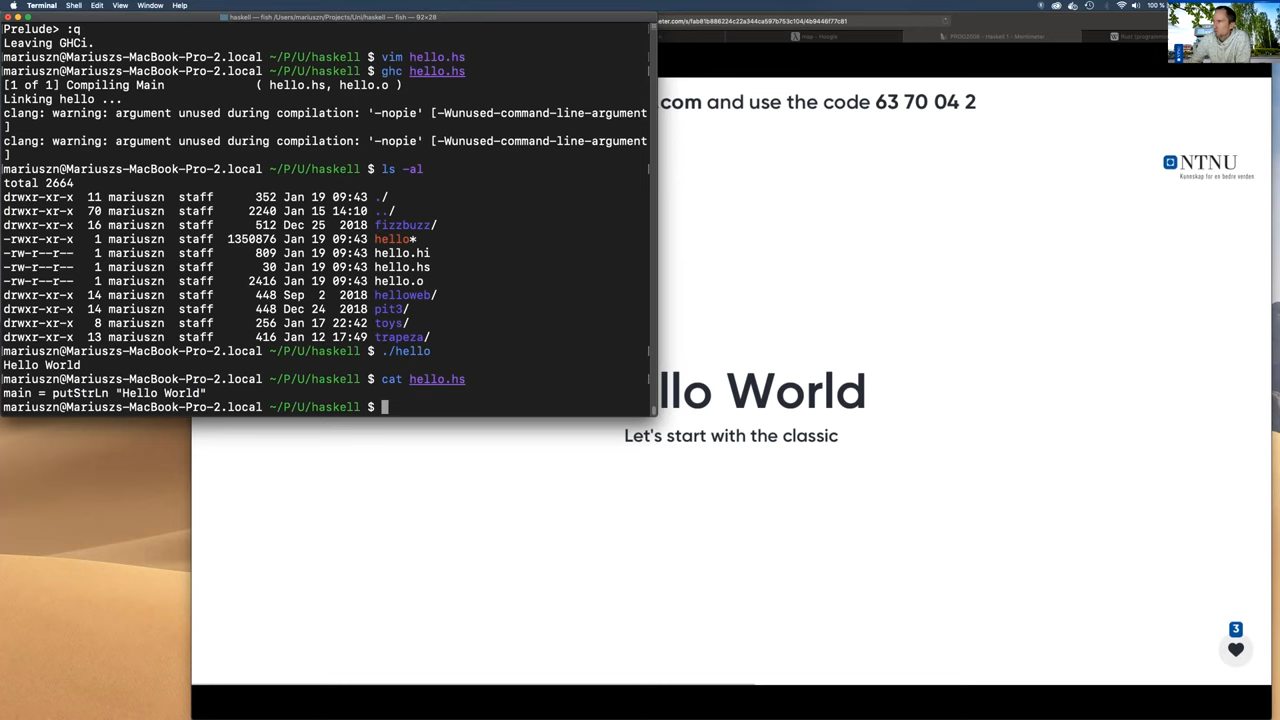 Terminal Shell Edit View Window Help
100 %
haskell — fish /Users/mariuszn/Projects/Uni/haskell — fish — 92×28
Prelude> :q
Leaving GHCi.
mariuszn@Mariuszs-MacBook-Pro-2.local ~/P/U/haskell $ vim hello.hs
mariuszn@Mariuszs-MacBook-Pro-2.local ~/P/U/haskell $ ghc hello.hs
[1 of 1] Compiling Main             ( hello.hs, hello.o )
Linking hello ...
clang: warning: argument unused during compilation: '-nopie' [-Wunused-command-line-argument
]
clang: warning: argument unused during compilation: '-nopie' [-Wunused-command-line-argument
]
mariuszn@Mariuszs-MacBook-Pro-2.local ~/P/U/haskell $ ls -al
total 2664
drwxr-xr-x  11 mariuszn  staff      352 Jan 19 09:43 ./
drwxr-xr-x  70 mariuszn  staff     2240 Jan 15 14:10 ../
drwxr-xr-x  16 mariuszn  staff      512 Dec 25  2018 fizzbuzz/
-rwxr-xr-x   1 mariuszn  staff  1350876 Jan 19 09:43 hello*
-rw-r--r--   1 mariuszn  staff      809 Jan 19 09:43 hello.hi
-rw-r--r--   1 mariuszn  staff       30 Jan 19 09:43 hello.hs
-rw-r--r--   1 mariuszn  staff     2416 Jan 19 09:43 hello.o
drwxr-xr-x  14 mariuszn  staff      448 Sep  2  2018 helloweb/
drwxr-xr-x  14 mariuszn  staff      448 Dec 24  2018 pit3/
drwxr-xr-x   8 mariuszn  staff      256 Jan 17 22:42 toys/
drwxr-xr-x  13 mariuszn  staff      416 Jan 12 17:49 trapeza/
mariuszn@Mariuszs-MacBook-Pro-2.local ~/P/U/haskell $ ./hello
Hello World
mariuszn@Mariuszs-MacBook-Pro-2.local ~/P/U/haskell $ cat hello.hs
main = putStrLn "Hello World"
mariuszn@Mariuszs-MacBook-Pro-2.local ~/P/U/haskell $
map - Hoogle
PROG2006 - Haskell 1 - Mentimeter
.com and use the code 63 70 04 2
NTNU
Kunnskap for en bedre verden
llo World
Let's start with the classic
3